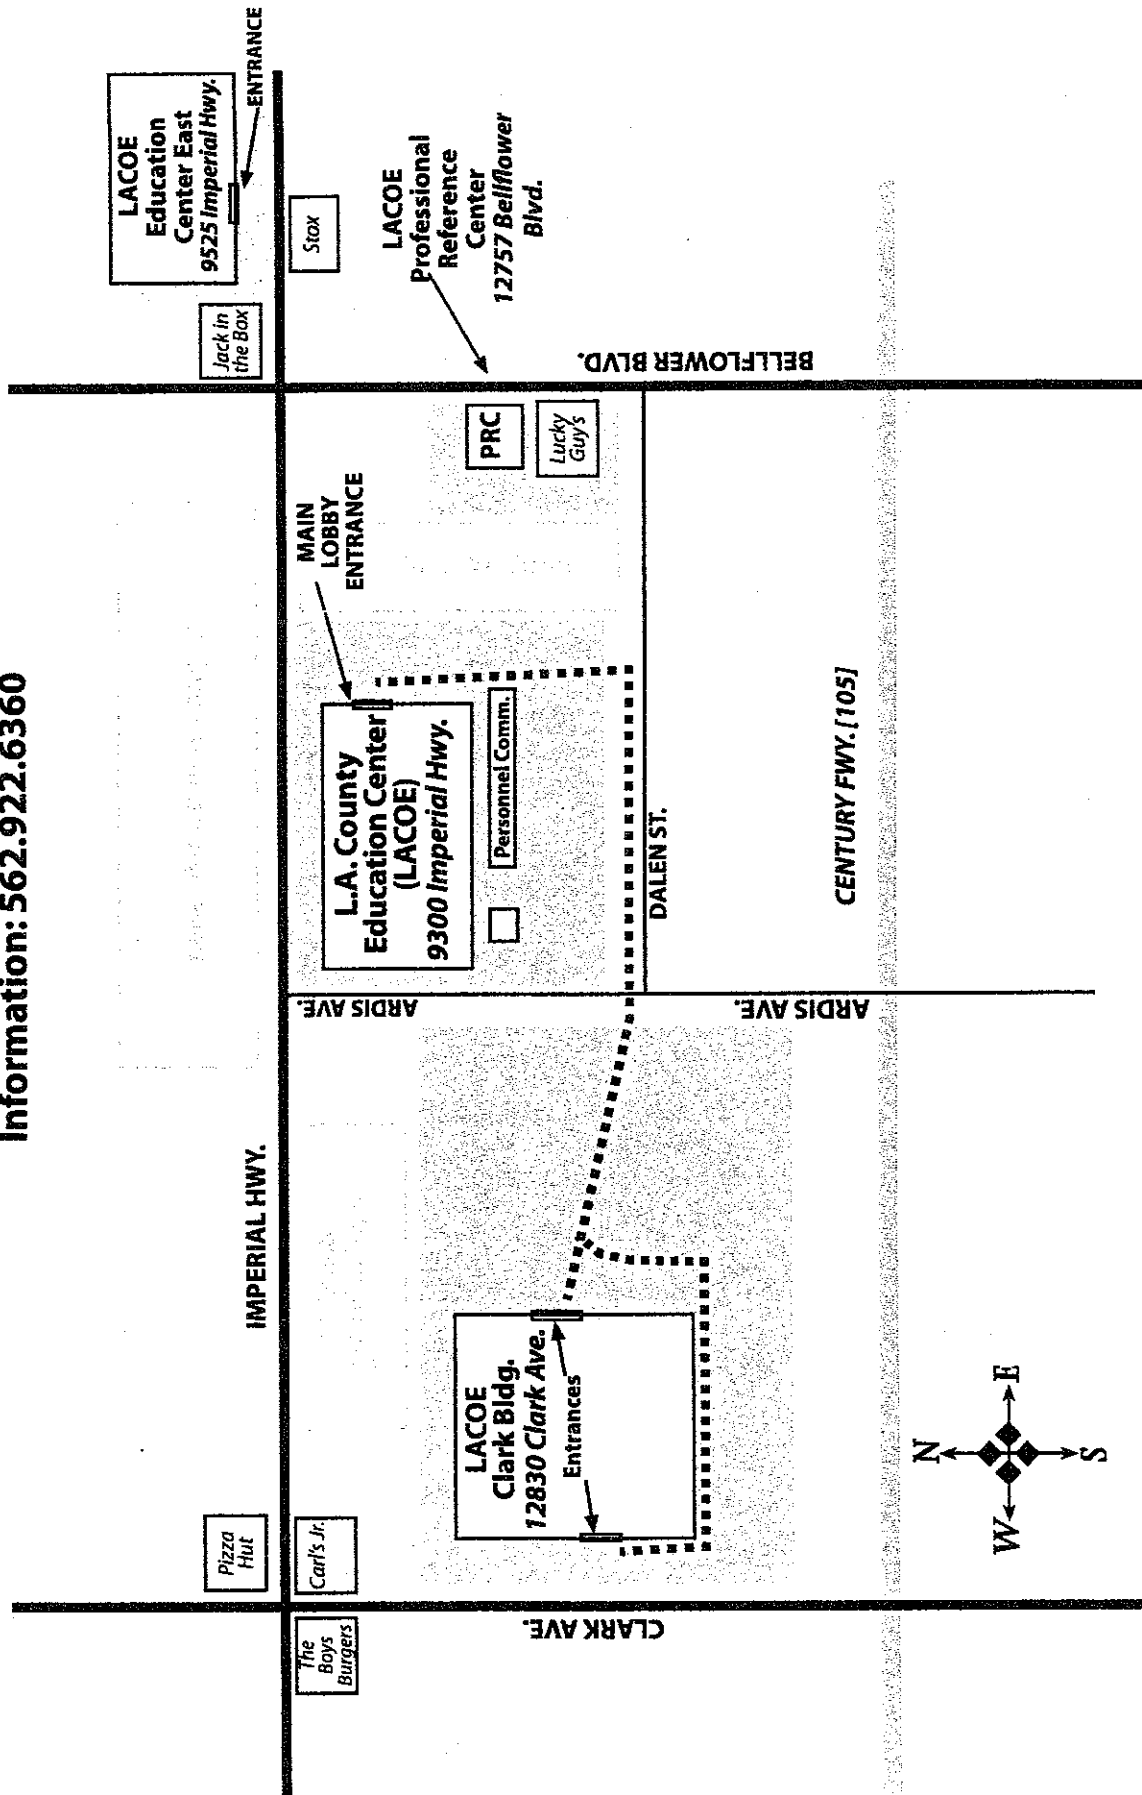 Information: 562.922.6360
LACOE
Education
Center East
9525 Imperial Hwy.
ENTRANCE
Jack in
the Box
Stox
LACOE
Professional
Reference
Center
12757 Bellflower
Blvd.
BELLFLOWER BLVD.
PRC
Lucky
Guy's
MAIN
LOBBY
ENTRANCE
L.A. County
Education Center
(LACOE)
9300 Imperial Hwy.
Personnel Comm.
DALEN ST.
CENTURY FWY. [105]
ARDIS AVE.
ARDIS AVE.
IMPERIAL HWY.
LACOE
Clark Bldg.
12830 Clark Ave.
Entrances
Pizza
Hut
Carl's Jr.
The
Boys
Burgers
CLARK AVE.
N
W
E
S